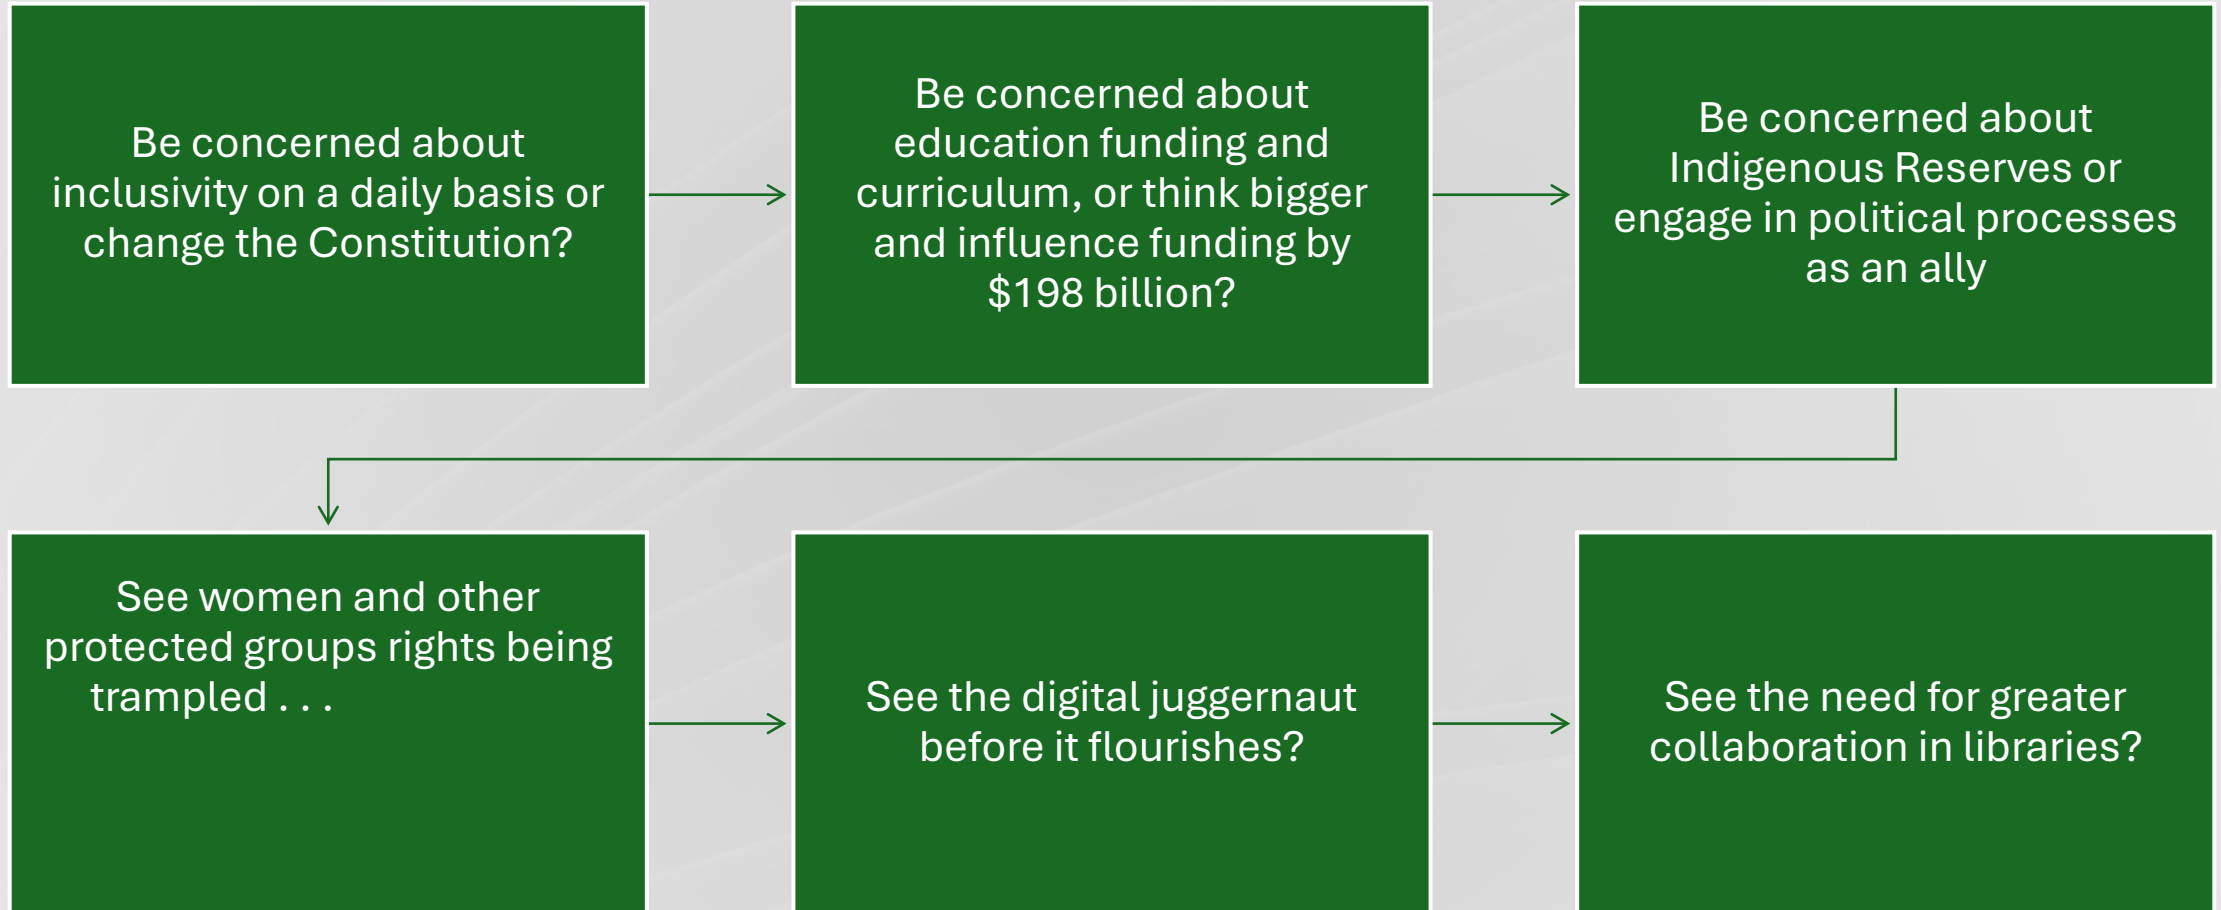 Be concerned about
inclusivity on a daily basis or
change the Constitution?
Be concerned about
education funding and
curriculum, or think bigger
and influence funding by
$198 billion?
Be concerned about
Indigenous Reserves or
engage in political processes
as an ally
See women and other
protected groups rights being
trampled . . .
See the digital juggernaut
before it flourishes?
See the need for greater
collaboration in libraries?